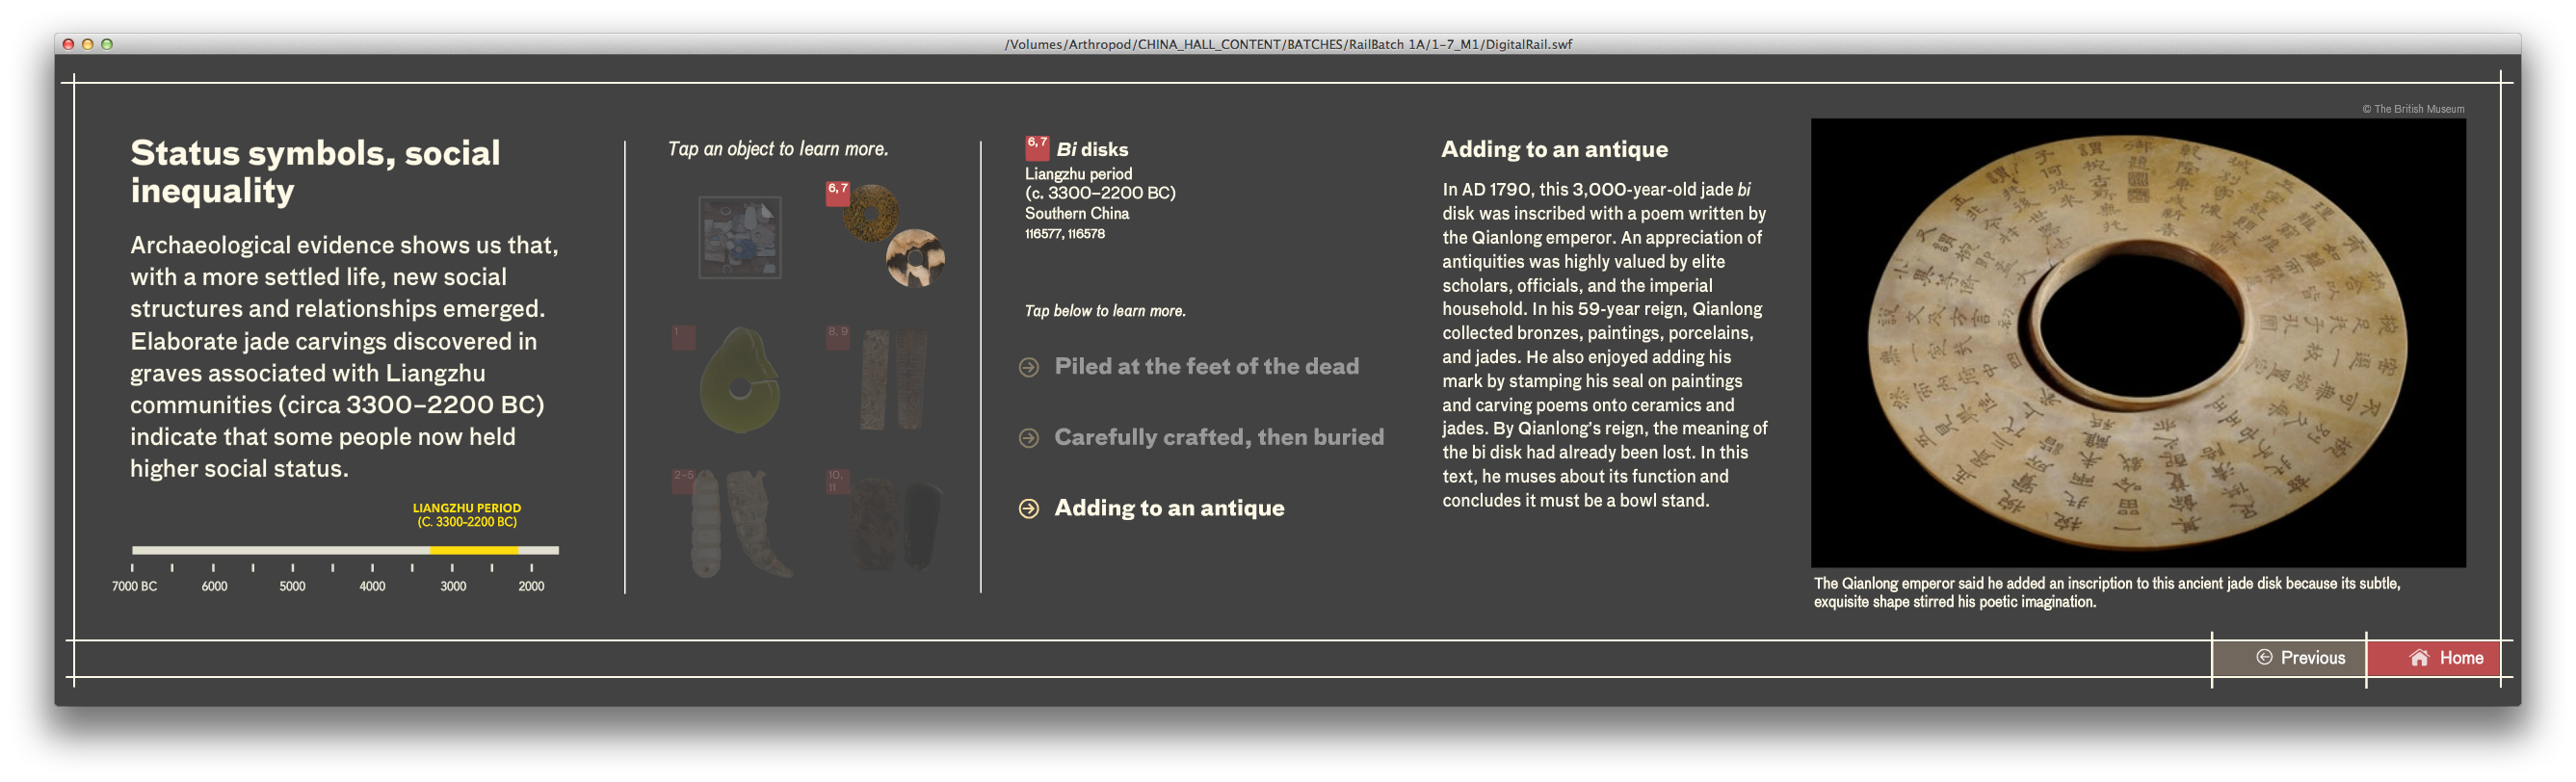 /Volumes/Arthropod/CHINA_HALL_CONTENT/BATCHES/RailBatch 1A/1-7_M1/DigitalRail.swf
Status symbols, social
inequality
Archaeological evidence shows us that,
with a more settled life, new social
structures and relationships emerged.
Elaborate jade carvings discovered in
graves associated with Liangzhu
communities (circa 3300–2200 BC)
indicate that some people now held
higher social status.
LIANGZHU PERIOD
(C. 3300-2200 BC)
7000 BC 6000 5000 4000 3000 2000
Tap an object to learn more.
6, 7
1
8, 9
2–5
10,
11
6, 7 Bi disks
Liangzhu period
(c. 3300–2200 BC)
Southern China
116577, 116578
Tap below to learn more.
Piled at the feet of the dead
Carefully crafted, then buried
Adding to an antique
Adding to an antique
In AD 1790, this 3,000-year-old jade bi
disk was inscribed with a poem written by
the Qianlong emperor. An appreciation of
antiquities was highly valued by elite
scholars, officials, and the imperial
household. In his 59-year reign, Qianlong
collected bronzes, paintings, porcelains,
and jades. He also enjoyed adding his
mark by stamping his seal on paintings
and carving poems onto ceramics and
jades. By Qianlong's reign, the meaning of
the bi disk had already been lost. In this
text, he muses about its function and
concludes it must be a bowl stand.
© The British Museum
The Qianlong emperor said he added an inscription to this ancient jade disk because its subtle,
exquisite shape stirred his poetic imagination.
Previous
Home